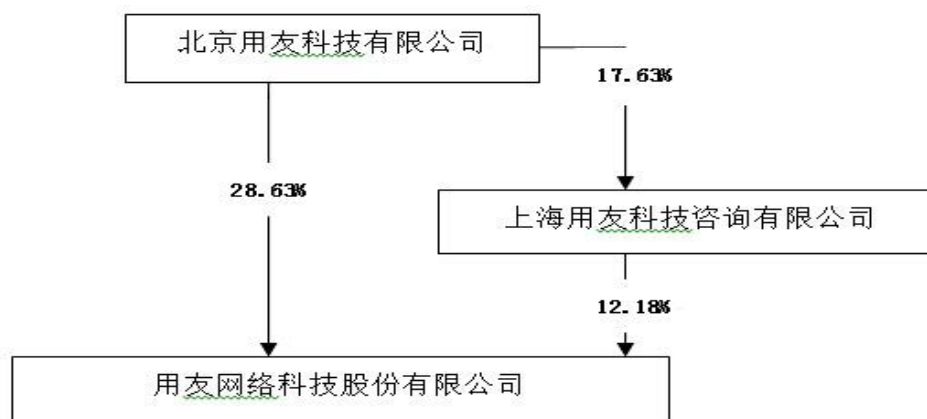 北京用友科技有限公司
17.63%
28.63%
上海用友科技咨询有限公司
12.18%
用友网络科技股份有限公司